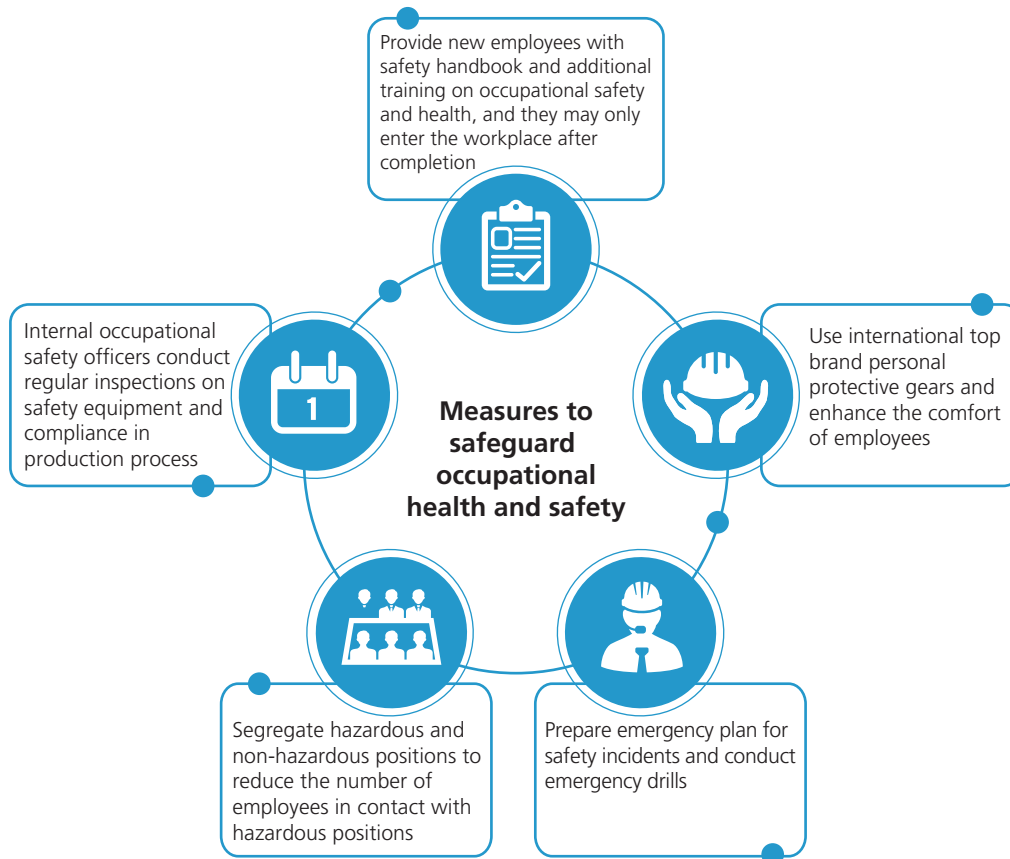 Provide new employees with
safety handbook and additional
training on occupational safety
and health, and they may only
enter the workplace after
completion
Internal occupational
safety officers conduct
regular inspections on
safety equipment and
compliance in
production process
1
Measures to
safeguard
occupational
health and safety
Use international top
brand personal
protective gears and
enhance the comfort
of employees
Segregate hazardous and
non-hazardous positions to
reduce the number of
employees in contact with
hazardous positions
Prepare emergency plan for
safety incidents and conduct
emergency drills